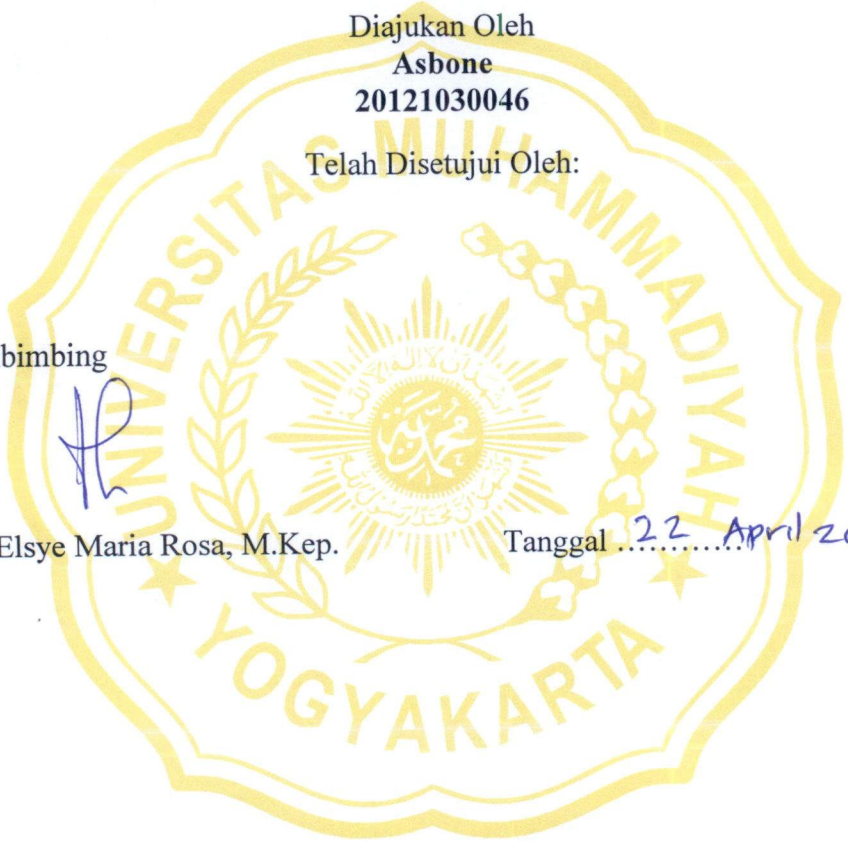 Diajukan Oleh
Asbone
20121030046
Telah Disetujui Oleh:
UNIVERSITAS MUHAMMADIYAH
bimbing
Elsye Maria Rosa, M.Kep.
Tanggal ............ 22 April
YOGYAKARTA